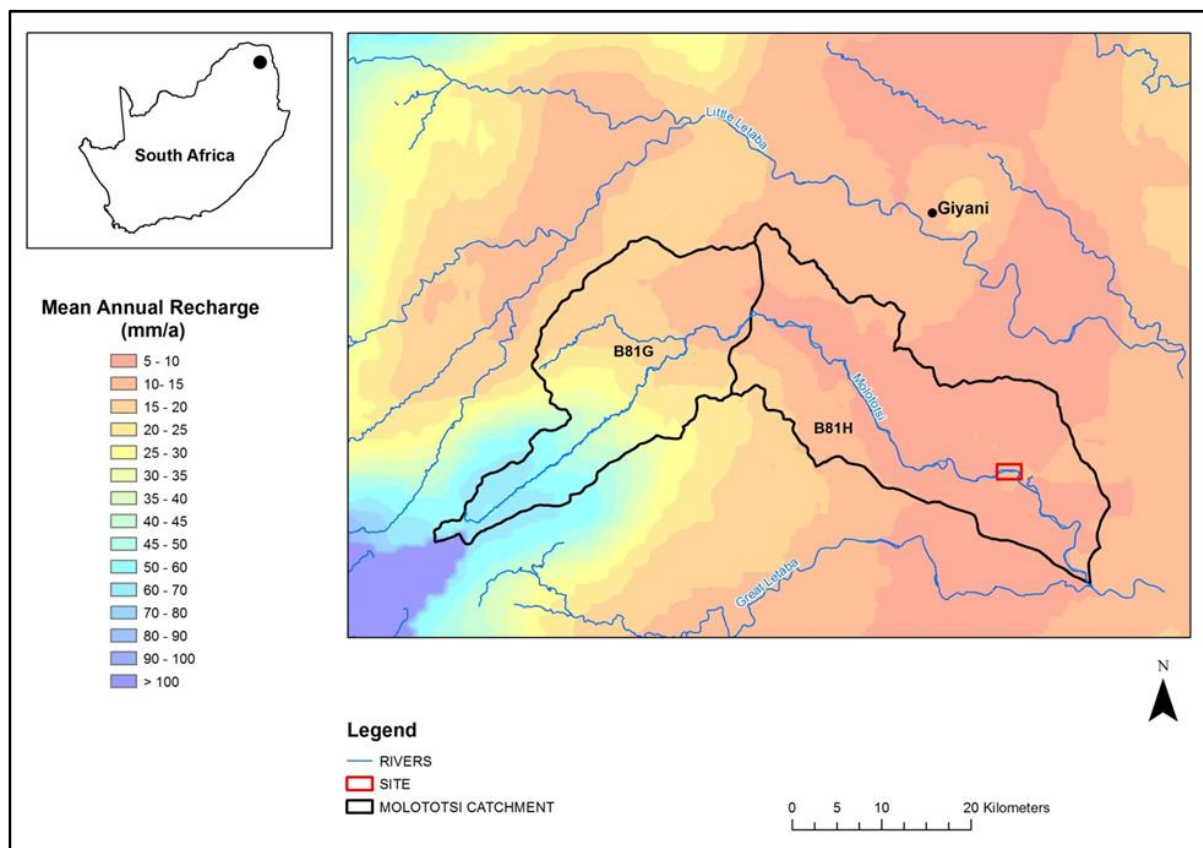 South Africa
Mean Annual Recharge
(mm/a)
5 - 10
10- 15
15 - 20
20 - 25
25 - 30
30 - 35
35 - 40
40 - 45
45 - 50
50 - 60
60 - 70
70 - 80
80 - 90
90 - 100
> 100
Little Letaba
Giyani
B81G
Molototsi
B81H
Great Letaba
N
Legend
RIVERS
SITE
MOLOTOTSI CATCHMENT
0 5 10 20 Kilometers